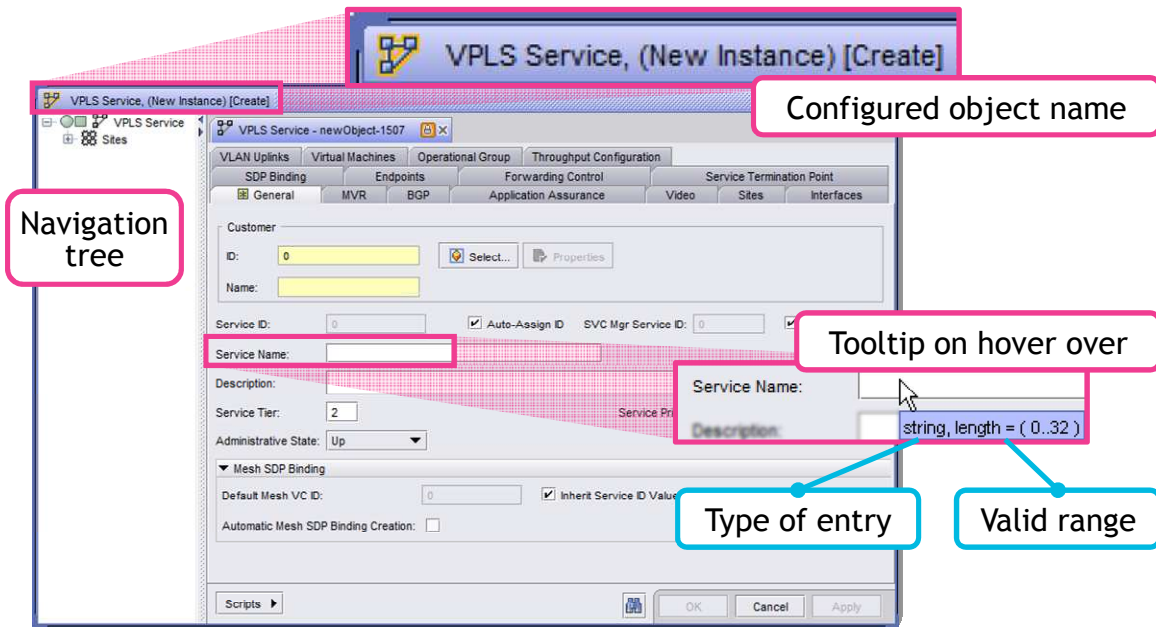 VPLS Service, (New Instance) [Create]
VPLS Service, (New Instance) [Create]
Configured object name
VPLS Service
Sites
VPLS Service - newObject-1507
VLAN Uplinks Virtual Machines Operational Group Throughput Configuration
SDP Binding Endpoints Forwarding Control Service Termination Point
General MVR BGP Application Assurance Video Sites Interfaces
Navigation
tree
Customer
ID: 0 Select... Properties
Name:
Service ID: 0 Auto-Assign ID SVC Mgr Service ID: 0
Service Name:
Tooltip on hover over
Description:
Service Name:
Description:
string, length = ( 0..32 )
Service Tier: 2
Administrative State: Up
Mesh SDP Binding
Default Mesh VC ID: 0 Inherit Service ID Value
Automatic Mesh SDP Binding Creation:
Type of entry
Valid range
Scripts OK Cancel Apply